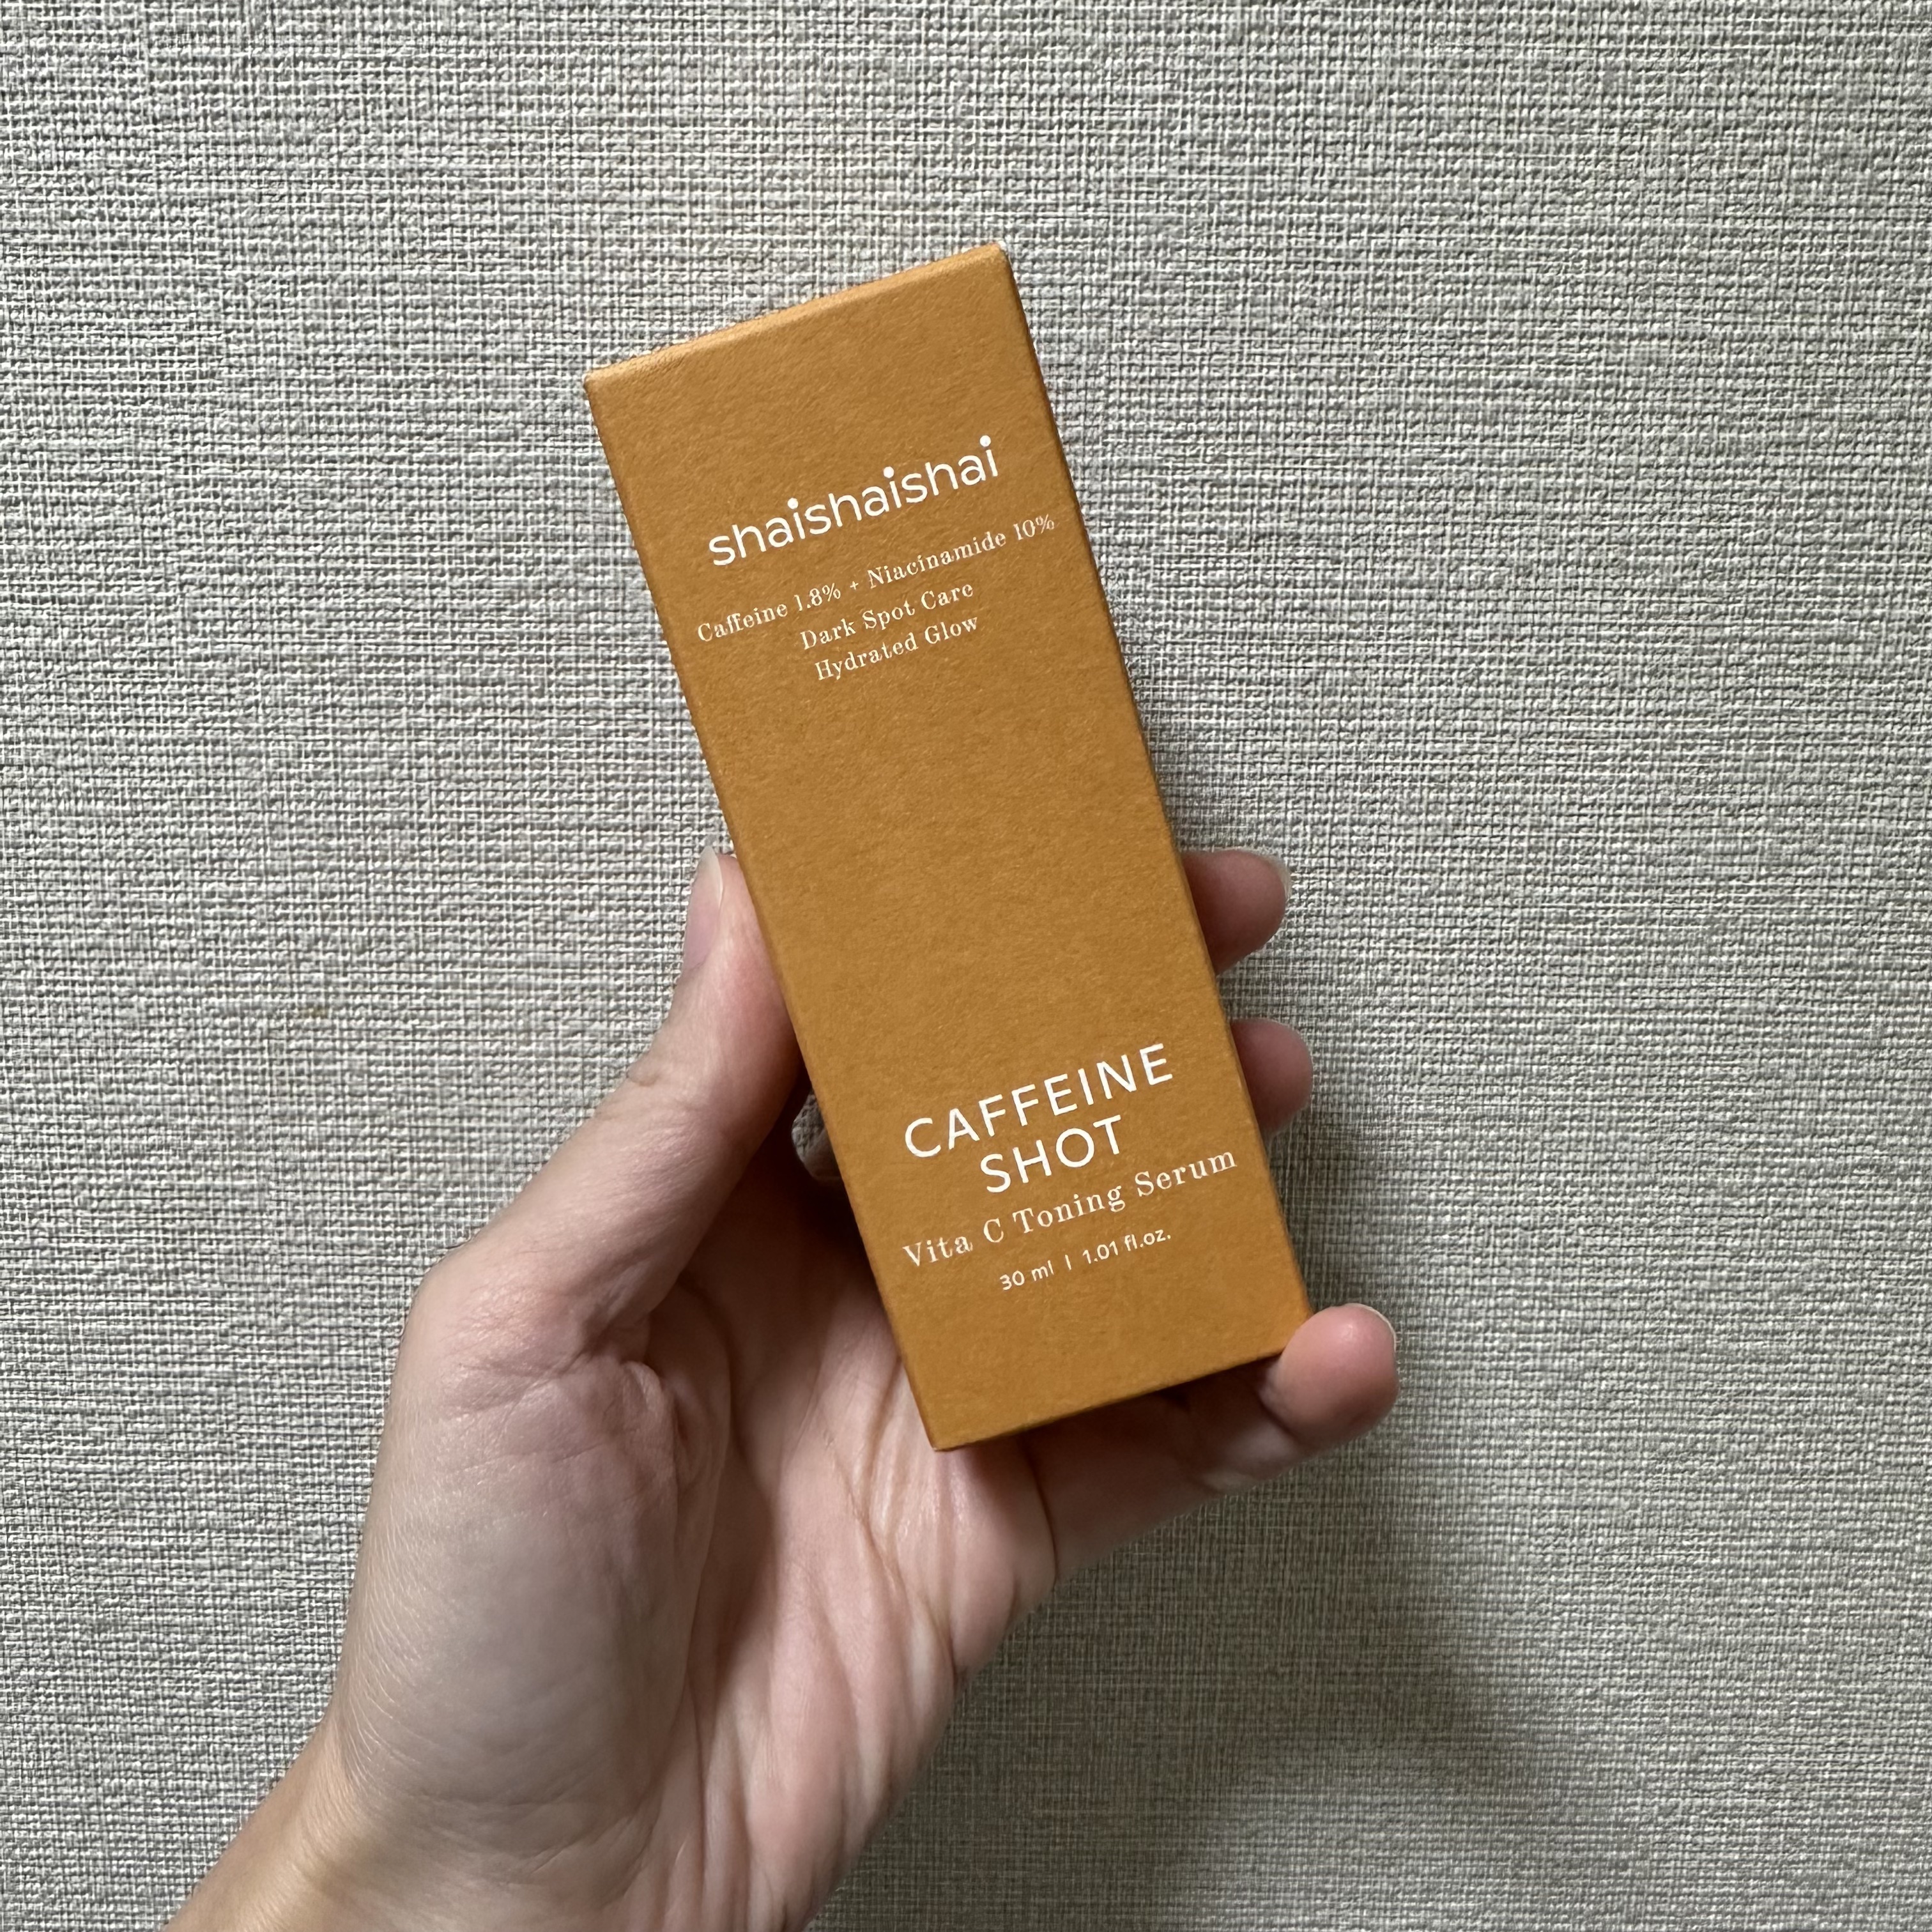 shaishaishai
Caffeine 1.8% + Niacinamide 10%
Dark Spot Care
Hydrated Glow
CAFFEINE
SHOT
Vita C Toning Serum
30 ml | 1.01 fl.oz.